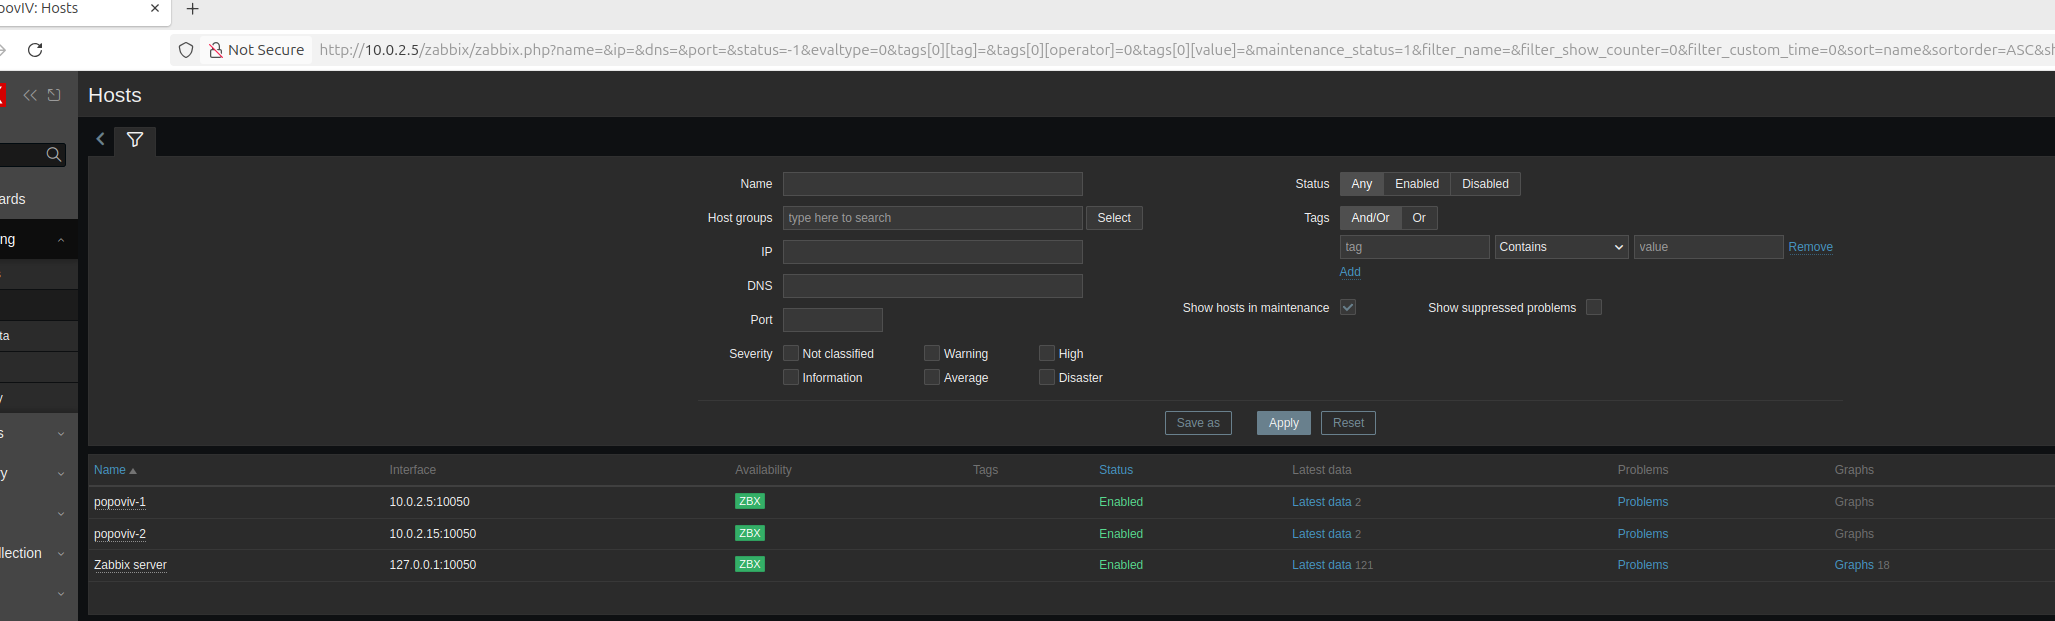 povIV: Hosts
Not Secure http://10.0.2.5/zabbix/zabbix.php?name=&ip=&dns=&port=&status=-1&evaltype=0&tags[0][tag]=&tags[0][operator]=0&tags[0][value]=&maintenance_status=1&filter_name=&filter_show_counter=0&filter_custom_time=0&sort=name&sortorder=ASC&sh
Hosts
ards
ng
ta
y
s
ry
llection
Name
Host groups type here to search Select
IP
DNS
Port
Severity Not classified Warning High
Information Average Disaster
Status Any Enabled Disabled
Tags And/Or Or
tag Contains value Remove
Add
Show hosts in maintenance Show suppressed problems
Save as Apply Reset
Name Interface Availability Tags Status Latest data Problems Graphs
popoviv-1 10.0.2.5:10050 ZBX Enabled Latest data 2 Problems Graphs
popoviv-2 10.0.2.15:10050 ZBX Enabled Latest data 2 Problems Graphs
Zabbix server 127.0.0.1:10050 ZBX Enabled Latest data 121 Problems Graphs 18